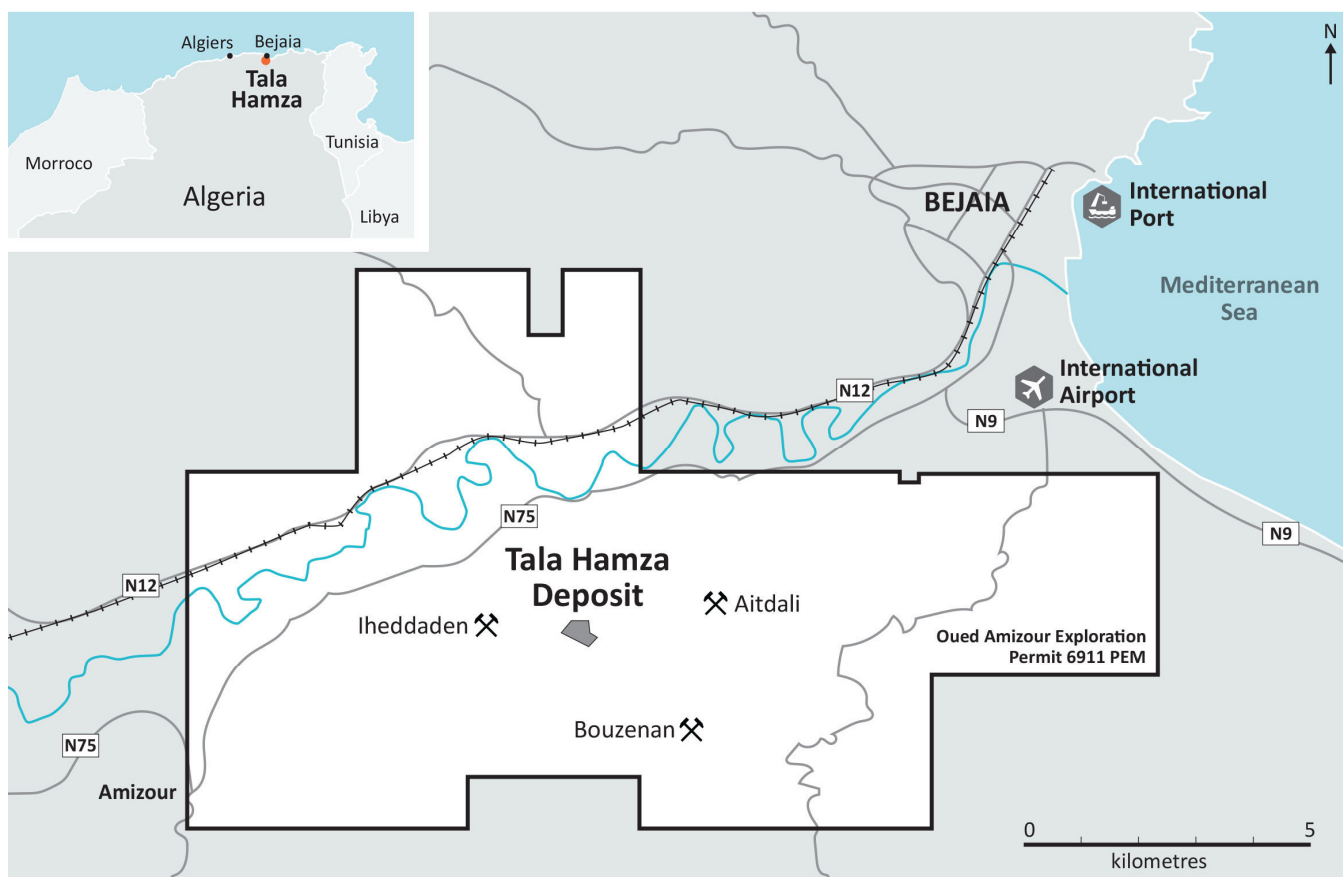 Algiers
Bejaia
Tala
Hamza
Morroco
Tunisia
Algeria
Libya
N
BEJAIA
International
Port
Mediterranean
Sea
International
Airport
N12
N9
N75
N9
Tala Hamza
Deposit
N12
Aitdali
Iheddaden
Oued Amizour Exploration
Permit 6911 PEM
Bouzenan
N75
Amizour
0
5
kilometres